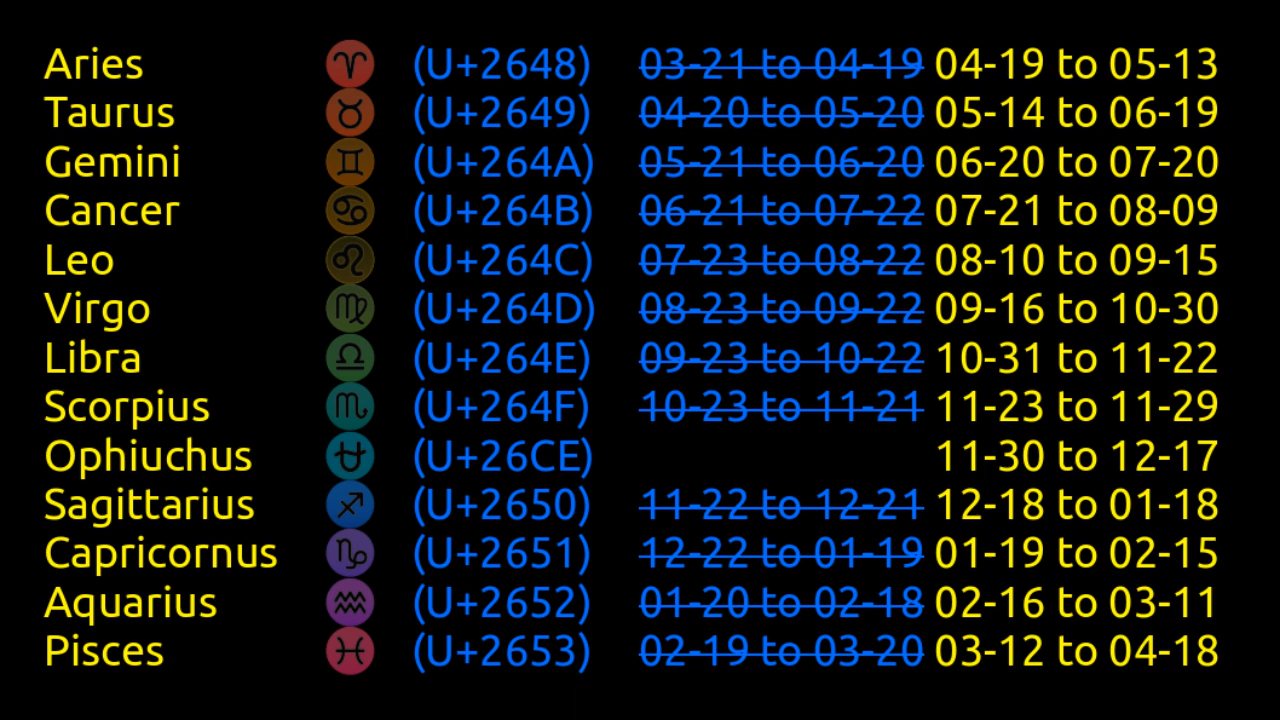 Aries ♈ (U+2648) 03-21 to 04-19 04-19 to 05-13
Taurus ♉ (U+2649) 04-20 to 05-20 05-14 to 06-19
Gemini ♊ (U+264A) 05-21 to 06-20 06-20 to 07-20
Cancer ♋ (U+264B) 06-21 to 07-22 07-21 to 08-09
Leo ♌ (U+264C) 07-23 to 08-22 08-10 to 09-15
Virgo ♍ (U+264D) 08-23 to 09-22 09-16 to 10-30
Libra ♎ (U+264E) 09-23 to 10-22 10-31 to 11-22
Scorpius ♏ (U+264F) 10-23 to 11-21 11-23 to 11-29
Ophiuchus ⛎ (U+26CE) 11-30 to 12-17
Sagittarius ♐ (U+2650) 11-22 to 12-21 12-18 to 01-18
Capricornus ♑ (U+2651) 12-22 to 01-19 01-19 to 02-15
Aquarius ♒ (U+2652) 01-20 to 02-18 02-16 to 03-11
Pisces ♓ (U+2653) 02-19 to 03-20 03-12 to 04-18